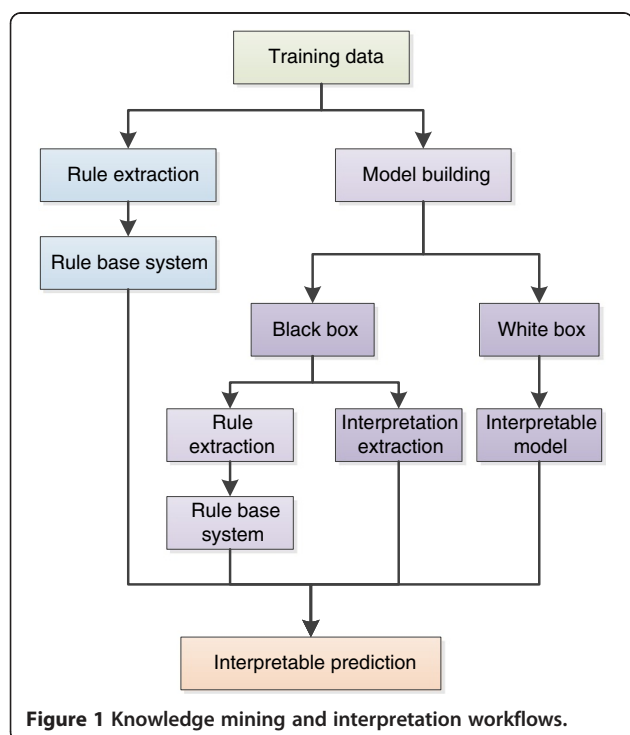 Training data
Rule extraction
Model building
Rule base system
Black box
White box
Rule
extraction
Interpretation
extraction
Interpretable
model
Rule base
system
Interpretable prediction
Figure 1 Knowledge mining and interpretation workflows.